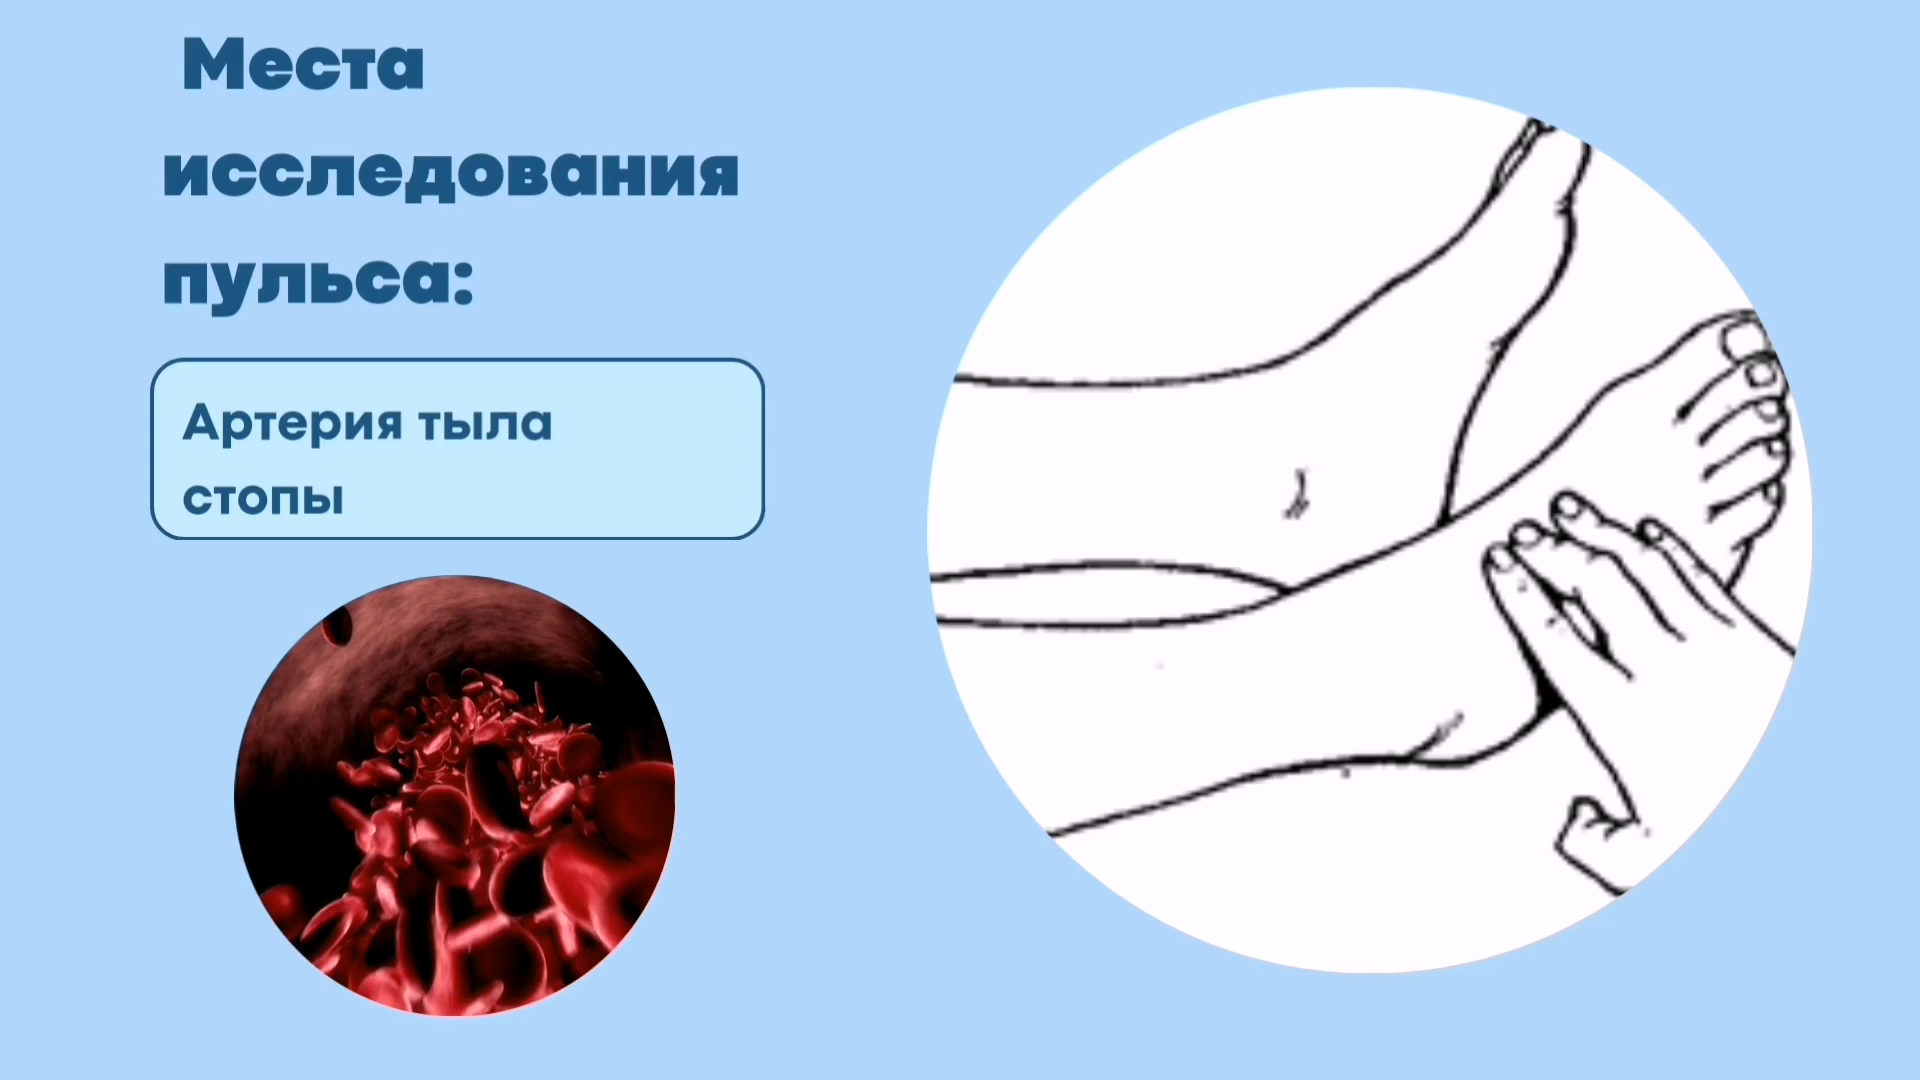 Места
исследования
пульса:
Артерия тыла
стопы